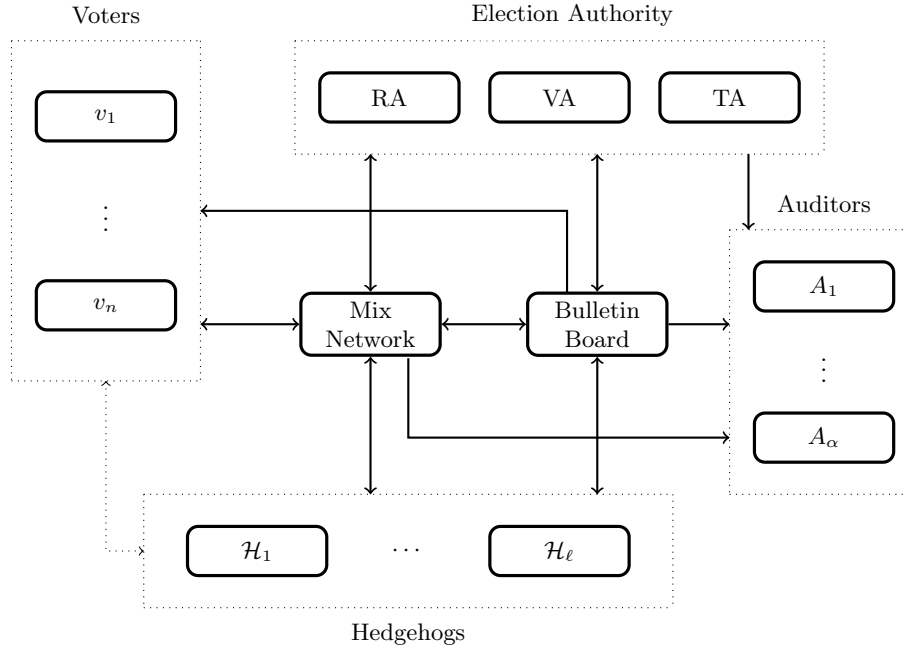 Voters
Election Authority
RA
VA
TA
v₁
⋮
vₙ
Auditors
A₁
⋮
A_α
Mix
Network
Bulletin
Board
ℋ₁
⋯
ℋ_ℓ
Hedgehogs